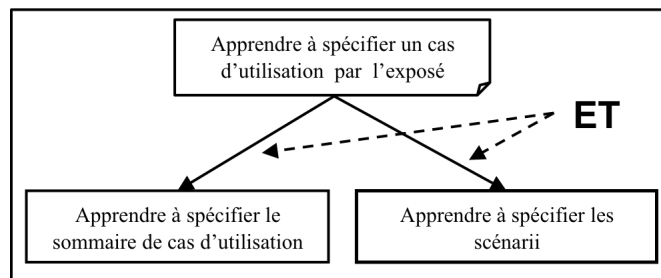 Apprendre à spécifier un cas
d’utilisation par l’exposé
ET
Apprendre à spécifier le
sommaire de cas d’utilisation
Apprendre à spécifier les
scénarii